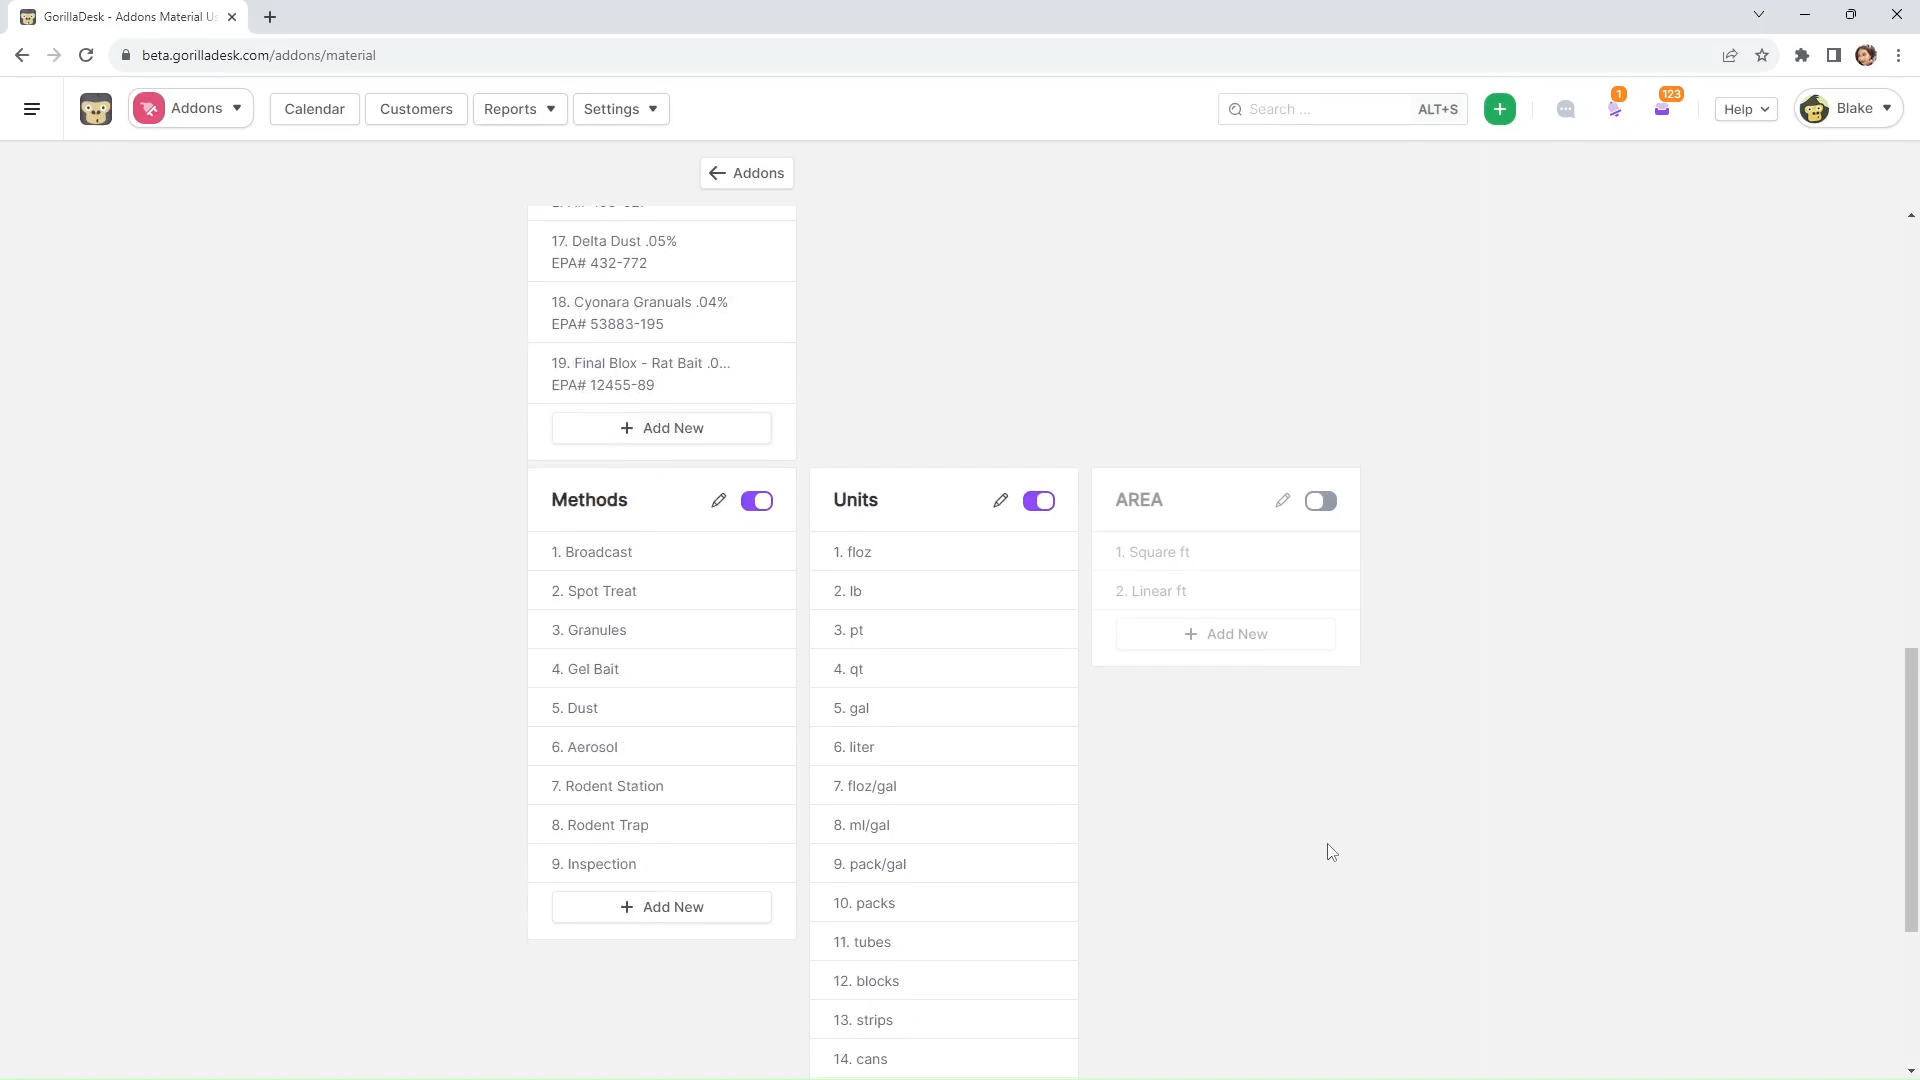 GorillaDesk - Addons Material Us
beta.gorilladesk.com/addons/material
Addons
Calendar
Customers
Reports
Settings
Search ...
ALT+S
1
123
Help
Blake
Addons
17. Delta Dust .05%
EPA# 432-772
18. Cyonara Granuals .04%
EPA# 53883-195
19. Final Blox - Rat Bait .0...
EPA# 12455-89
Add New
Methods
1. Broadcast
2. Spot Treat
3. Granules
4. Gel Bait
5. Dust
6. Aerosol
7. Rodent Station
8. Rodent Trap
9. Inspection
Add New
Units
1. floz
2. lb
3. pt
4. qt
5. gal
6. liter
7. floz/gal
8. ml/gal
9. pack/gal
10. packs
11. tubes
12. blocks
13. strips
14. cans
AREA
1. Square ft
2. Linear ft
Add New